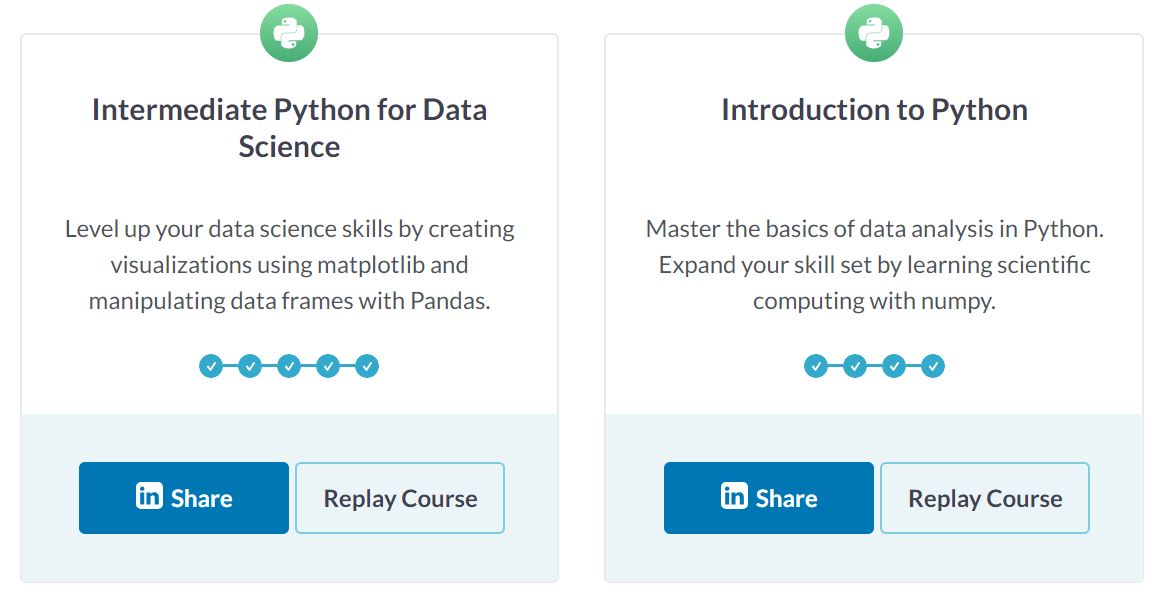 Intermediate Python for Data
Science
Level up your data science skills by creating
visualizations using matplotlib and
manipulating data frames with Pandas.
in Share
Replay Course
Introduction to Python
Master the basics of data analysis in Python.
Expand your skill set by learning scientific
computing with numpy.
in Share
Replay Course